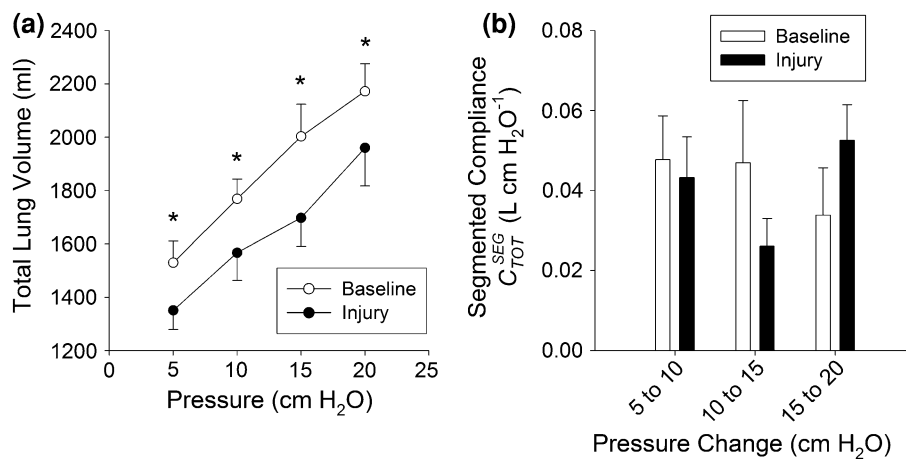 (a)
Total Lung Volume (ml)
2400
2200
2000
1800
1600
1400
1200
* * * *
Baseline
Injury
0 5 10 15 20 25
Pressure (cm H₂O)
(b)
Segmented Compliance
C_TOT^SEG (L cm H₂O⁻¹)
0.08
0.06
0.04
0.02
0.00
Baseline
Injury
5 to 10
10 to 15
15 to 20
Pressure Change (cm H₂O)